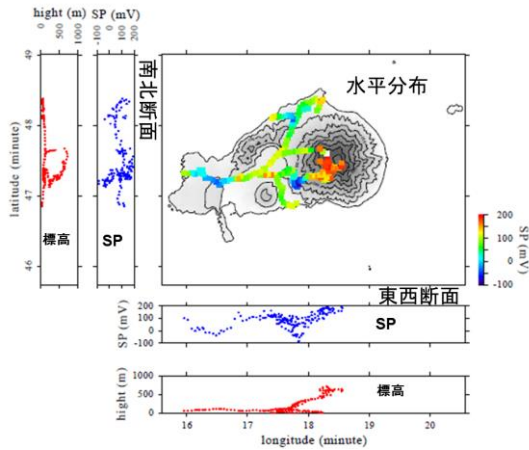 hight (m)
0 500 1000
SP (mV)
-100 0 100 200
49
48
47
46
latitude (minute)
標高
SP
南北断面
水平分布
200
100
0
-100
SP (mV)
東西断面
SP (mV)
200
100
0
-100
SP
hight (m)
1000
500
0
標高
16 17 18 19 20
longitude (minute)